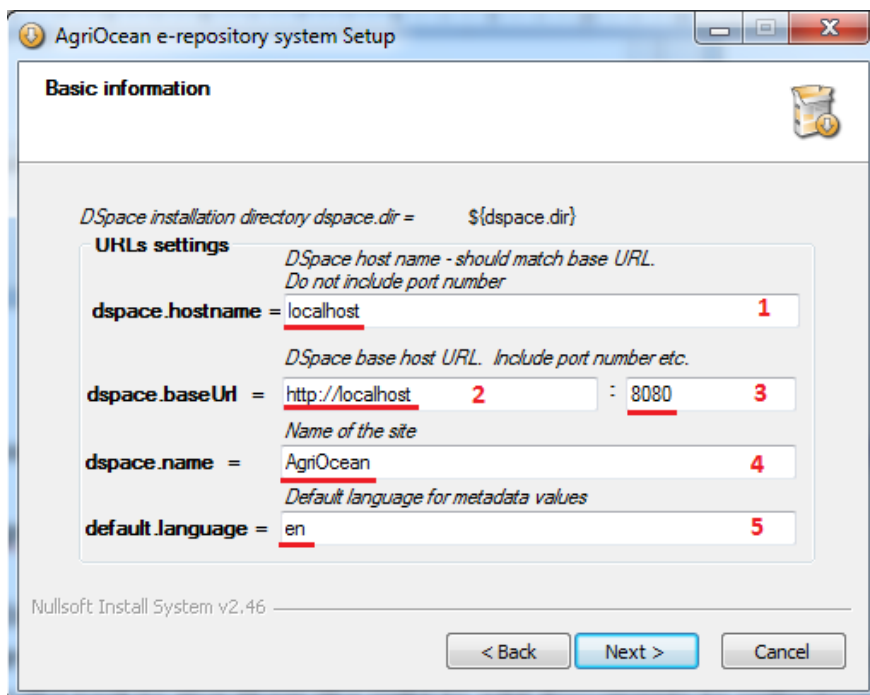 AgriOcean e-repository system Setup
Basic information
DSpace installation directory dspace.dir = ${dspace.dir}
URLs settings
DSpace host name - should match base URL.
Do not include port number
dspace.hostname = localhost 1
DSpace base host URL. Include port number etc.
dspace.baseUrl = http://localhost 2 : 8080 3
Name of the site
dspace.name = AgriOcean 4
Default language for metadata values
default.language = en 5
Nullsoft Install System v2.46
< Back Next > Cancel